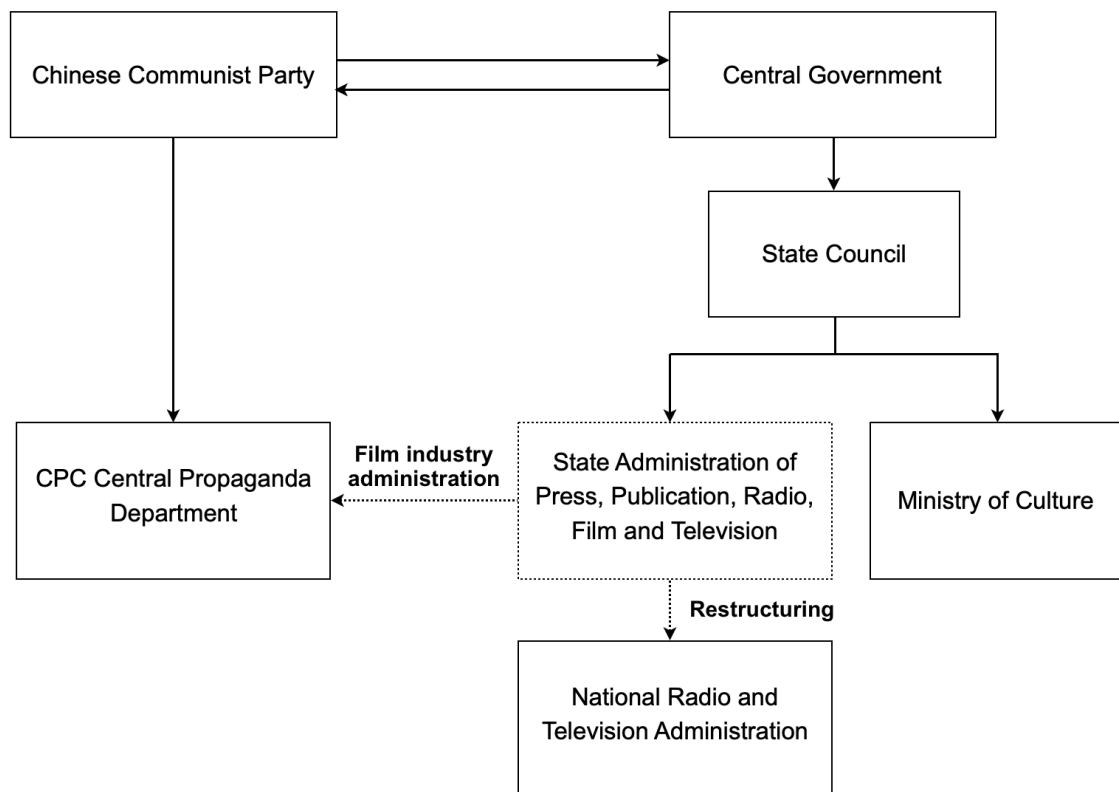 Chinese Communist Party
Central Government
State Council
CPC Central Propaganda
Department
Film industry
administration
State Administration of
Press, Publication, Radio,
Film and Television
Ministry of Culture
Restructuring
National Radio and
Television Administration